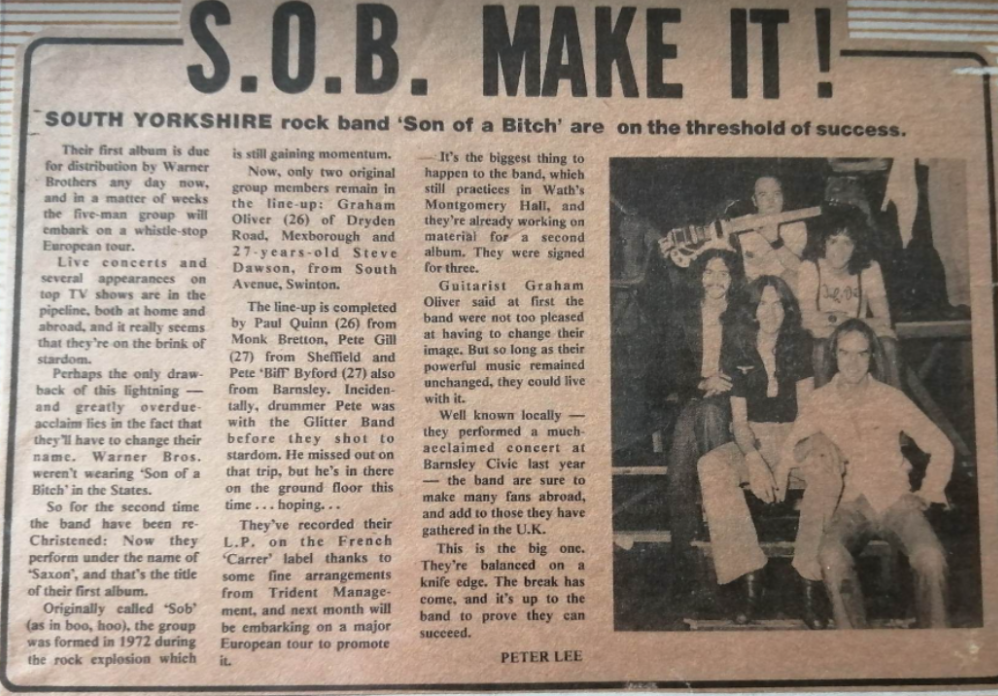 S.O.B. MAKE IT!
SOUTH YORKSHIRE rock band ‘Son of a Bitch’ are on the threshold of success.
Their first album is due
for distribution by Warner
Brothers any day now,
and in a matter of weeks
the five-man group will
embark on a whistle-stop
European tour.
Live concerts and
several appearances on
top TV shows are in the
pipeline, both at home and
abroad, and it really seems
that they're on the brink of
stardom.
Perhaps the only draw-
back of this lightning —
and greatly overdue-
acclaim lies in the fact that
they'll have to change their
name. Warner Bros.
weren't wearing ‘Son of a
Bitch’ in the States.
So for the second time
the band have been re-
Christened: Now they
perform under the name of
‘Saxon’, and that's the title
of their first album.
Originally called ‘Sob’
(as in boo, hoo), the group
was formed in 1972 during
the rock explosion which
is still gaining momentum.
Now, only two original
group members remain in
the line-up: Graham
Oliver (26) of Dryden
Road, Mexborough and
27-years-old Steve
Dawson, from South
Avenue, Swinton.
The line-up is completed
by Paul Quinn (26) from
Monk Bretton, Pete Gill
(27) from Sheffield and
Pete ‘Biff’ Byford (27) also
from Barnsley. Inciden-
tally, drummer Pete was
with the Glitter Band
before they shot to
stardom. He missed out on
that trip, but he's in there
on the ground floor this
time . . . hoping. . .
They've recorded their
L.P. on the French
‘Carrer’ label thanks to
some fine arrangements
from Trident Manage-
ment, and next month will
be embarking on a major
European tour to promote
it.
It's the biggest thing to
happen to the band, which
still practices in Wath's
Montgomery Hall, and
they're already working on
material for a second
album. They were signed
for three.
Guitarist Graham
Oliver said at first the
band were not too pleased
at having to change their
image. But so long as their
powerful music remained
unchanged, they could live
with it.
Well known locally —
they performed a much-
acclaimed concert at
Barnsley Civic last year
— the band are sure to
make many fans abroad,
and add to those they have
gathered in the U.K.
This is the big one.
They're balanced on a
knife edge. The break has
come, and it's up to the
band to prove they can
succeed.
PETER LEE